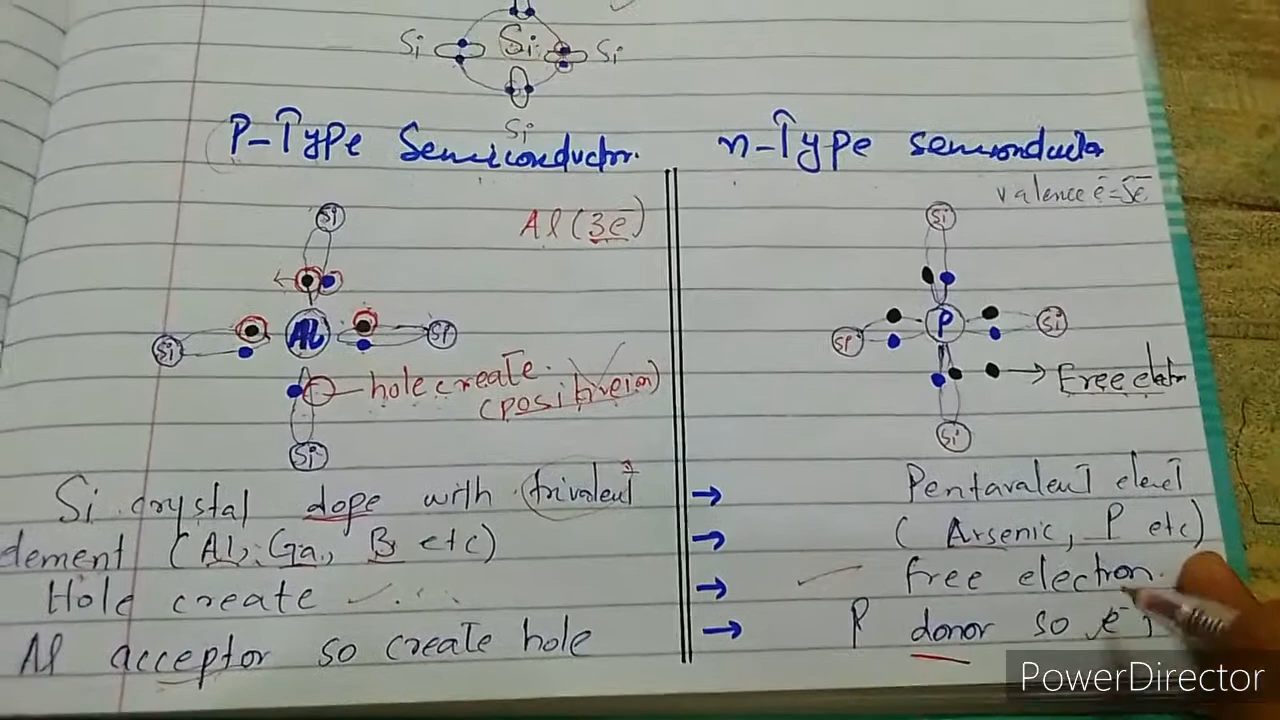 Si Si Si
Si
P-Type Semiconductor.
n-Type semiconductor
valence e̅=5e̅
Si
Al (3e̅)
Si Al Si
hole create.
(positive ion)
Si
Si
Si P Si
Free electron
Si
Si crystal dope with trivalent
element (Al, Ga, B etc)
Hole create
Al acceptor so create hole
→ Pentavalent
→ (Arsenic, P etc)
→ free electron.
→ P donor so e-
PowerDirector